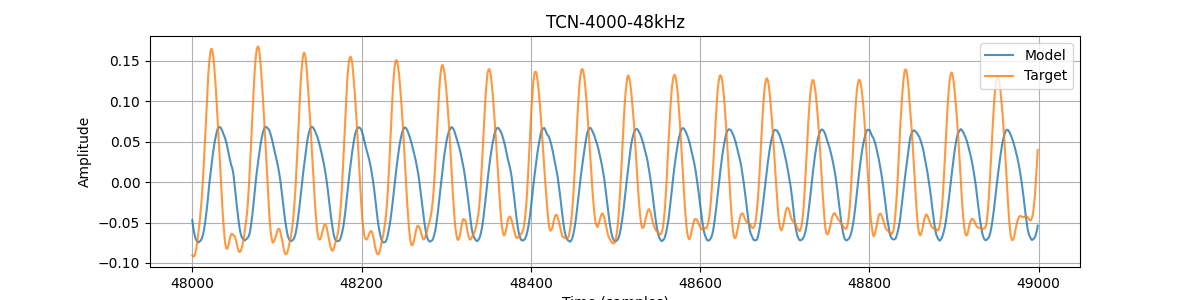 TCN-4000-48kHz
Model
Target
Amplitude
0.15
0.10
0.05
0.00
−0.05
−0.10
48000
48200
48400
48600
48800
49000
Time (samples)